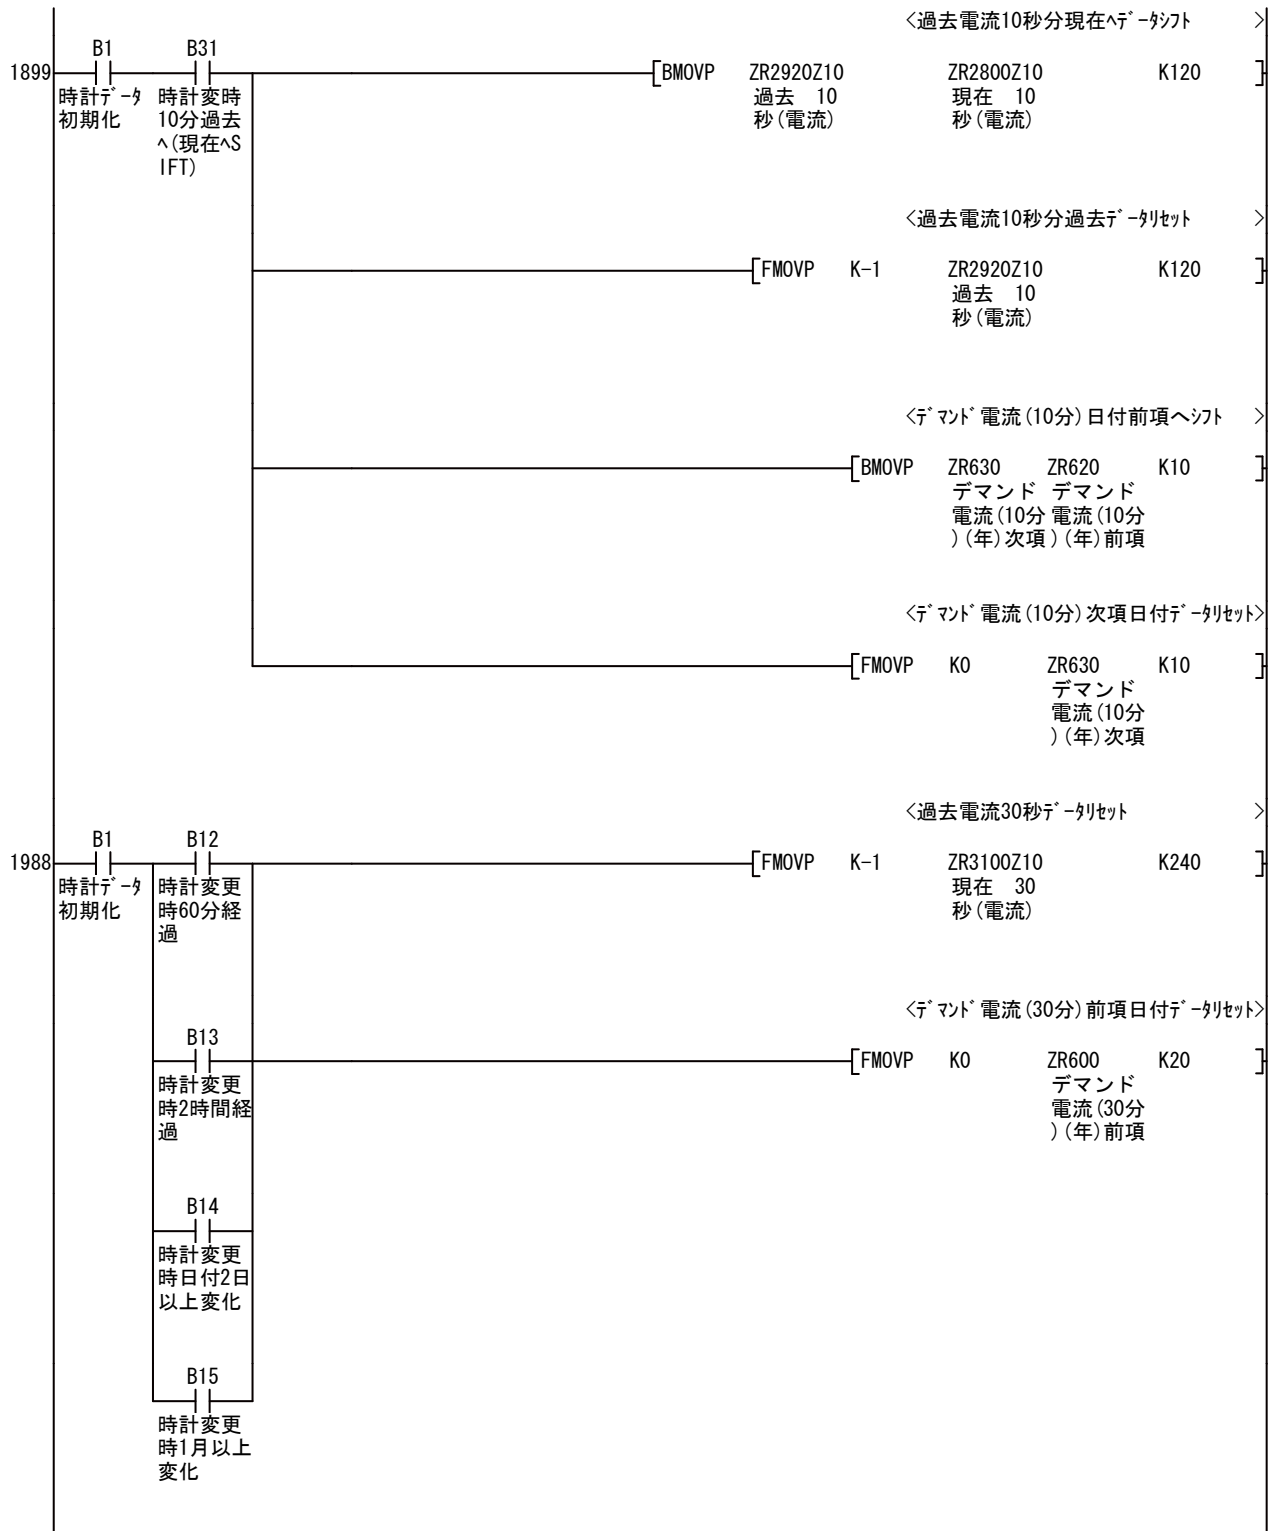 <過去電流10秒分現在ﾍﾃﾞｰﾀｼﾌﾄ >
B1 B31
1899 [BMOVP ZR2920Z10 ZR2800Z10 K120 ]
時計ﾃﾞｰﾀ 時計変時 過去 10 現在 10
初期化 10分過去 秒(電流) 秒(電流)
ﾍ(現在ﾍS
IFT)
<過去電流10秒分過去ﾃﾞｰﾀﾘｾｯﾄ >
[FMOVP K-1 ZR2920Z10 K120 ]
過去 10
秒(電流)
<ﾃﾞﾏﾝﾄﾞ電流(10分)日付前項へｼﾌﾄ >
[BMOVP ZR630 ZR620 K10 ]
デマンド デマンド
電流(10分 電流(10分
)(年)次項 )(年)前項
<ﾃﾞﾏﾝﾄﾞ電流(10分)次項日付ﾃﾞｰﾀﾘｾｯﾄ>
[FMOVP K0 ZR630 K10 ]
デマンド
電流(10分
)(年)次項
<過去電流30秒ﾃﾞｰﾀﾘｾｯﾄ >
B1 B12
1988 [FMOVP K-1 ZR3100Z10 K240 ]
時計ﾃﾞｰﾀ 時計変更 現在 30
初期化 時60分経 秒(電流)
過
<ﾃﾞﾏﾝﾄﾞ電流(30分)前項日付ﾃﾞｰﾀﾘｾｯﾄ>
B13
[FMOVP K0 ZR600 K20 ]
時計変更 デマンド
時2時間経 電流(30分
過 )(年)前項
B14
時計変更
時日付2日
以上変化
B15
時計変更
時1月以上
変化